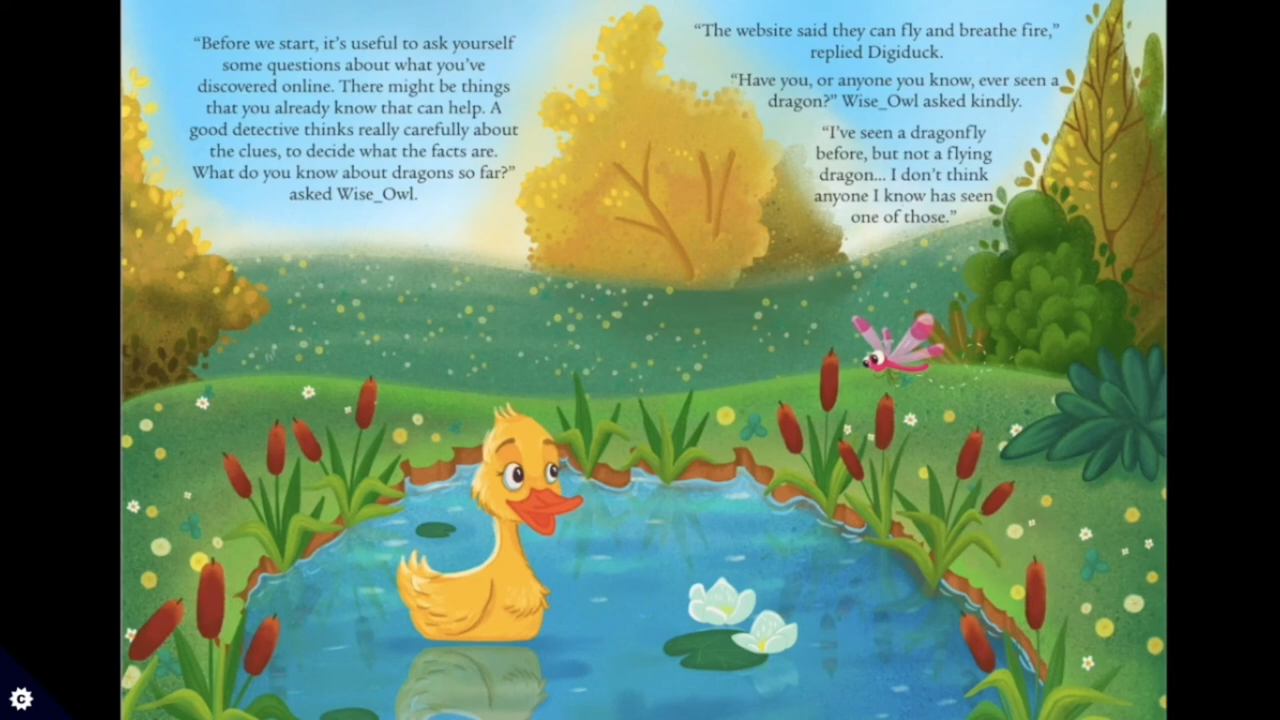 “Before we start, it’s useful to ask yourself
some questions about what you’ve
discovered online. There might be things
that you already know that can help. A
good detective thinks really carefully about
the clues, to decide what the facts are.
What do you know about dragons so far?”
asked Wise_Owl.
“The website said they can fly and breathe fire,”
replied Digiduck.
“Have you, or anyone you know, ever seen a
dragon?” Wise_Owl asked kindly.
“I’ve seen a dragonfly
before, but not a flying
dragon... I don’t think
anyone I know has seen
one of those.”
C